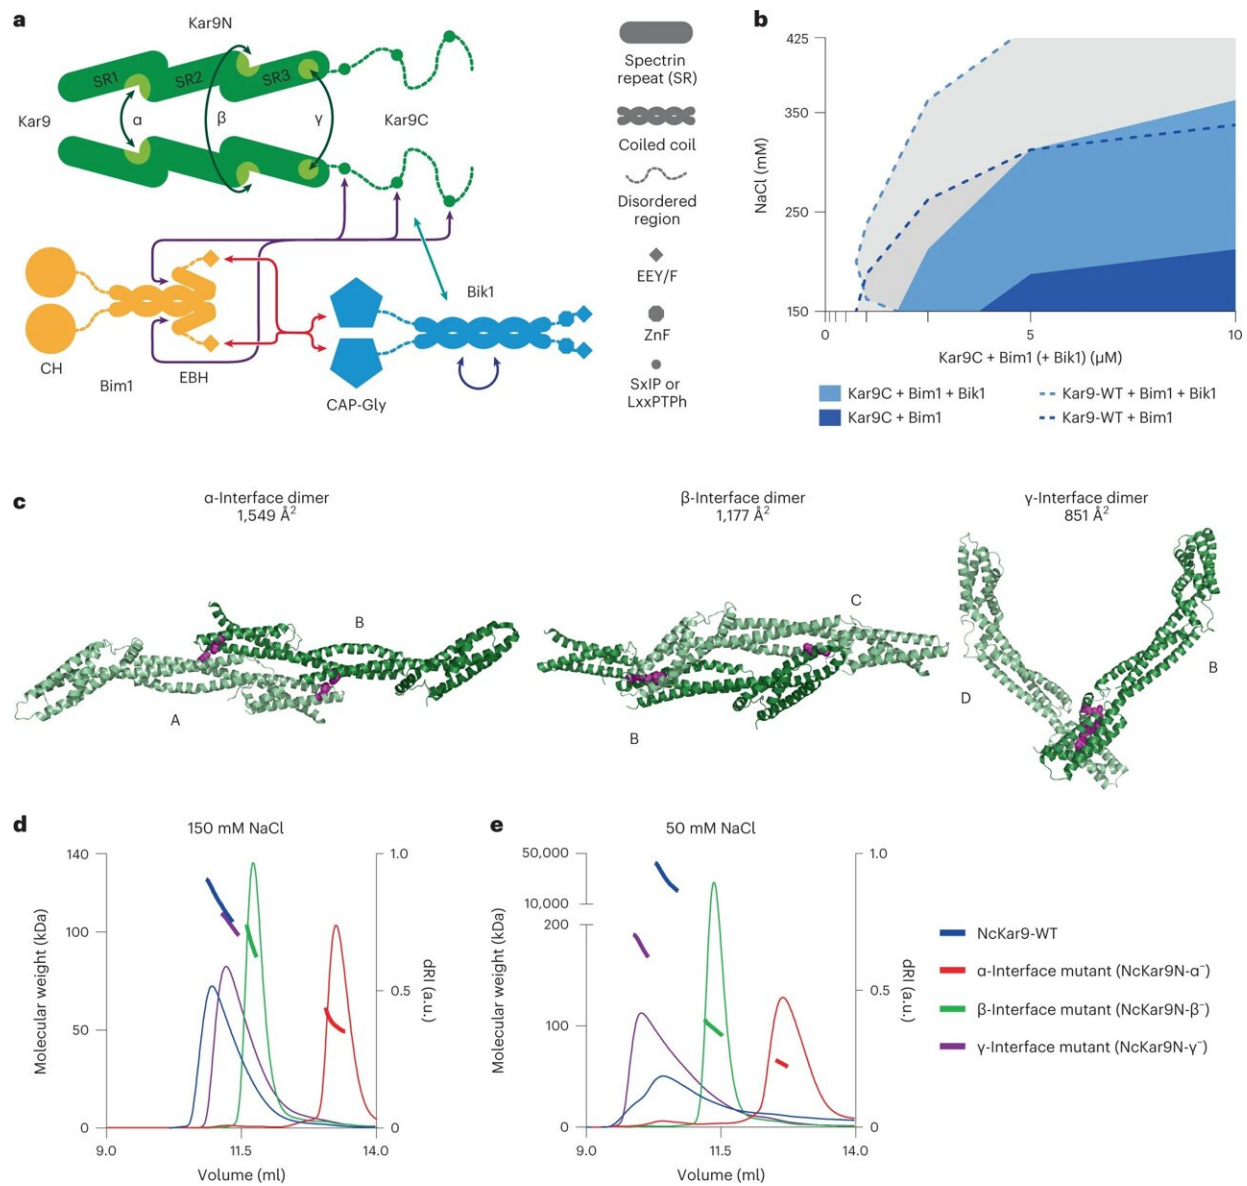 a
Kar9N
SR1
SR2
SR3
Kar9
α
β
γ
Kar9C
CH
Bim1
EBH
CAP-Gly
Bik1
Spectrin
repeat (SR)
Coiled coil
Disordered
region
EEY/F
ZnF
SxIP or
LxxPTPh
b
NaCl (mM)
425
350
250
150
0
5
10
Kar9C + Bim1 (+ Bik1) (μM)
Kar9C + Bim1 + Bik1
Kar9-WT + Bim1 + Bik1
Kar9C + Bim1
Kar9-WT + Bim1
c
α-Interface dimer
1,549 Å²
A
B
β-Interface dimer
1,177 Å²
B
C
γ-Interface dimer
851 Å²
D
B
d
150 mM NaCl
Molecular weight (kDa)
140
100
50
0
1.0
0.5
0
dRI (a.u.)
9.0
11.5
14.0
Volume (ml)
e
50 mM NaCl
Molecular weight (kDa)
50,000
10,000
200
100
0
1.0
0.5
0
dRI (a.u.)
9.0
11.5
14.0
Volume (ml)
NcKar9-WT
α-Interface mutant (NcKar9N-α⁻)
β-Interface mutant (NcKar9N-β⁻)
γ-Interface mutant (NcKar9N-γ⁻)